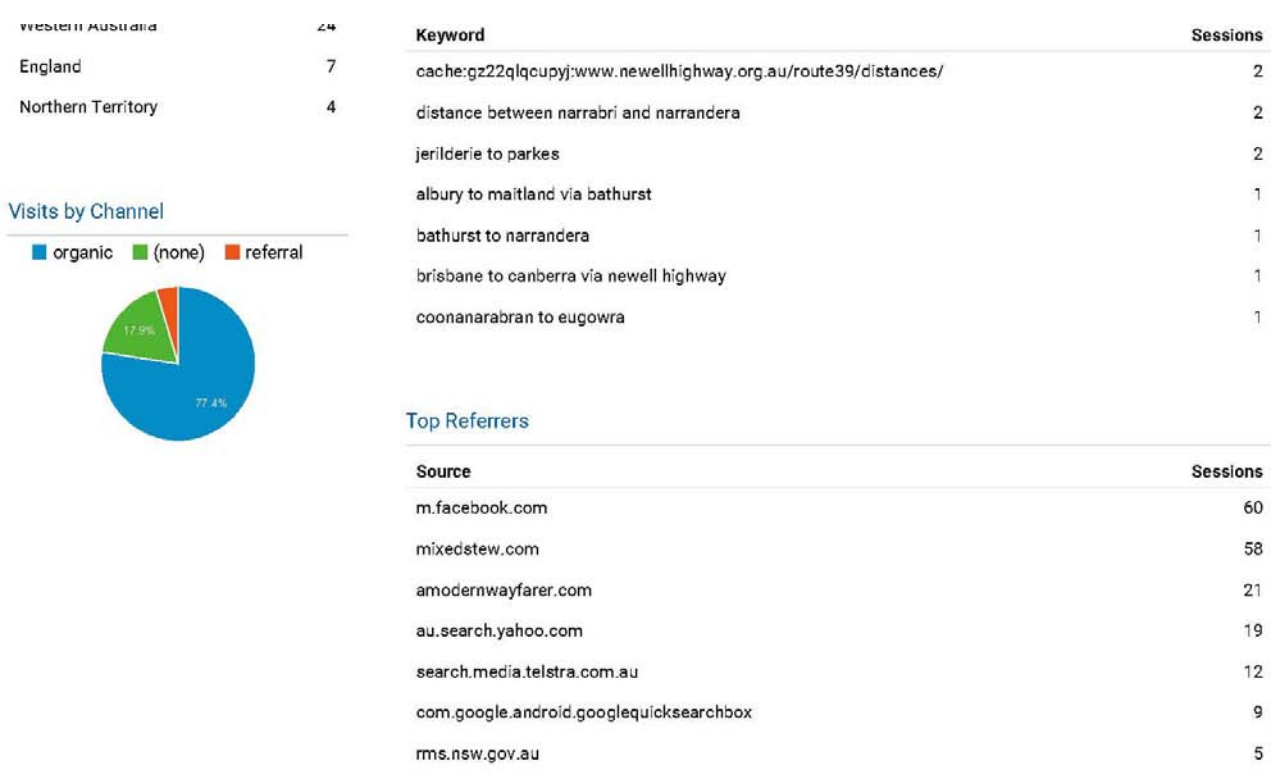 Western Australia 24
England 7
Northern Territory 4
Visits by Channel
organic (none) referral
17.9%
77.4%
Keyword Sessions
cache:gz22qlqcupyj:www.newellhighway.org.au/route39/distances/ 2
distance between narrabri and narrandera 2
jerilderie to parkes 2
albury to maitland via bathurst 1
bathurst to narrandera 1
brisbane to canberra via newell highway 1
coonanarabran to eugowra 1
Top Referrers
Source Sessions
m.facebook.com 60
mixedstew.com 58
amodernwayfarer.com 21
au.search.yahoo.com 19
search.media.telstra.com.au 12
com.google.android.googlequicksearchbox 9
rms.nsw.gov.au 5